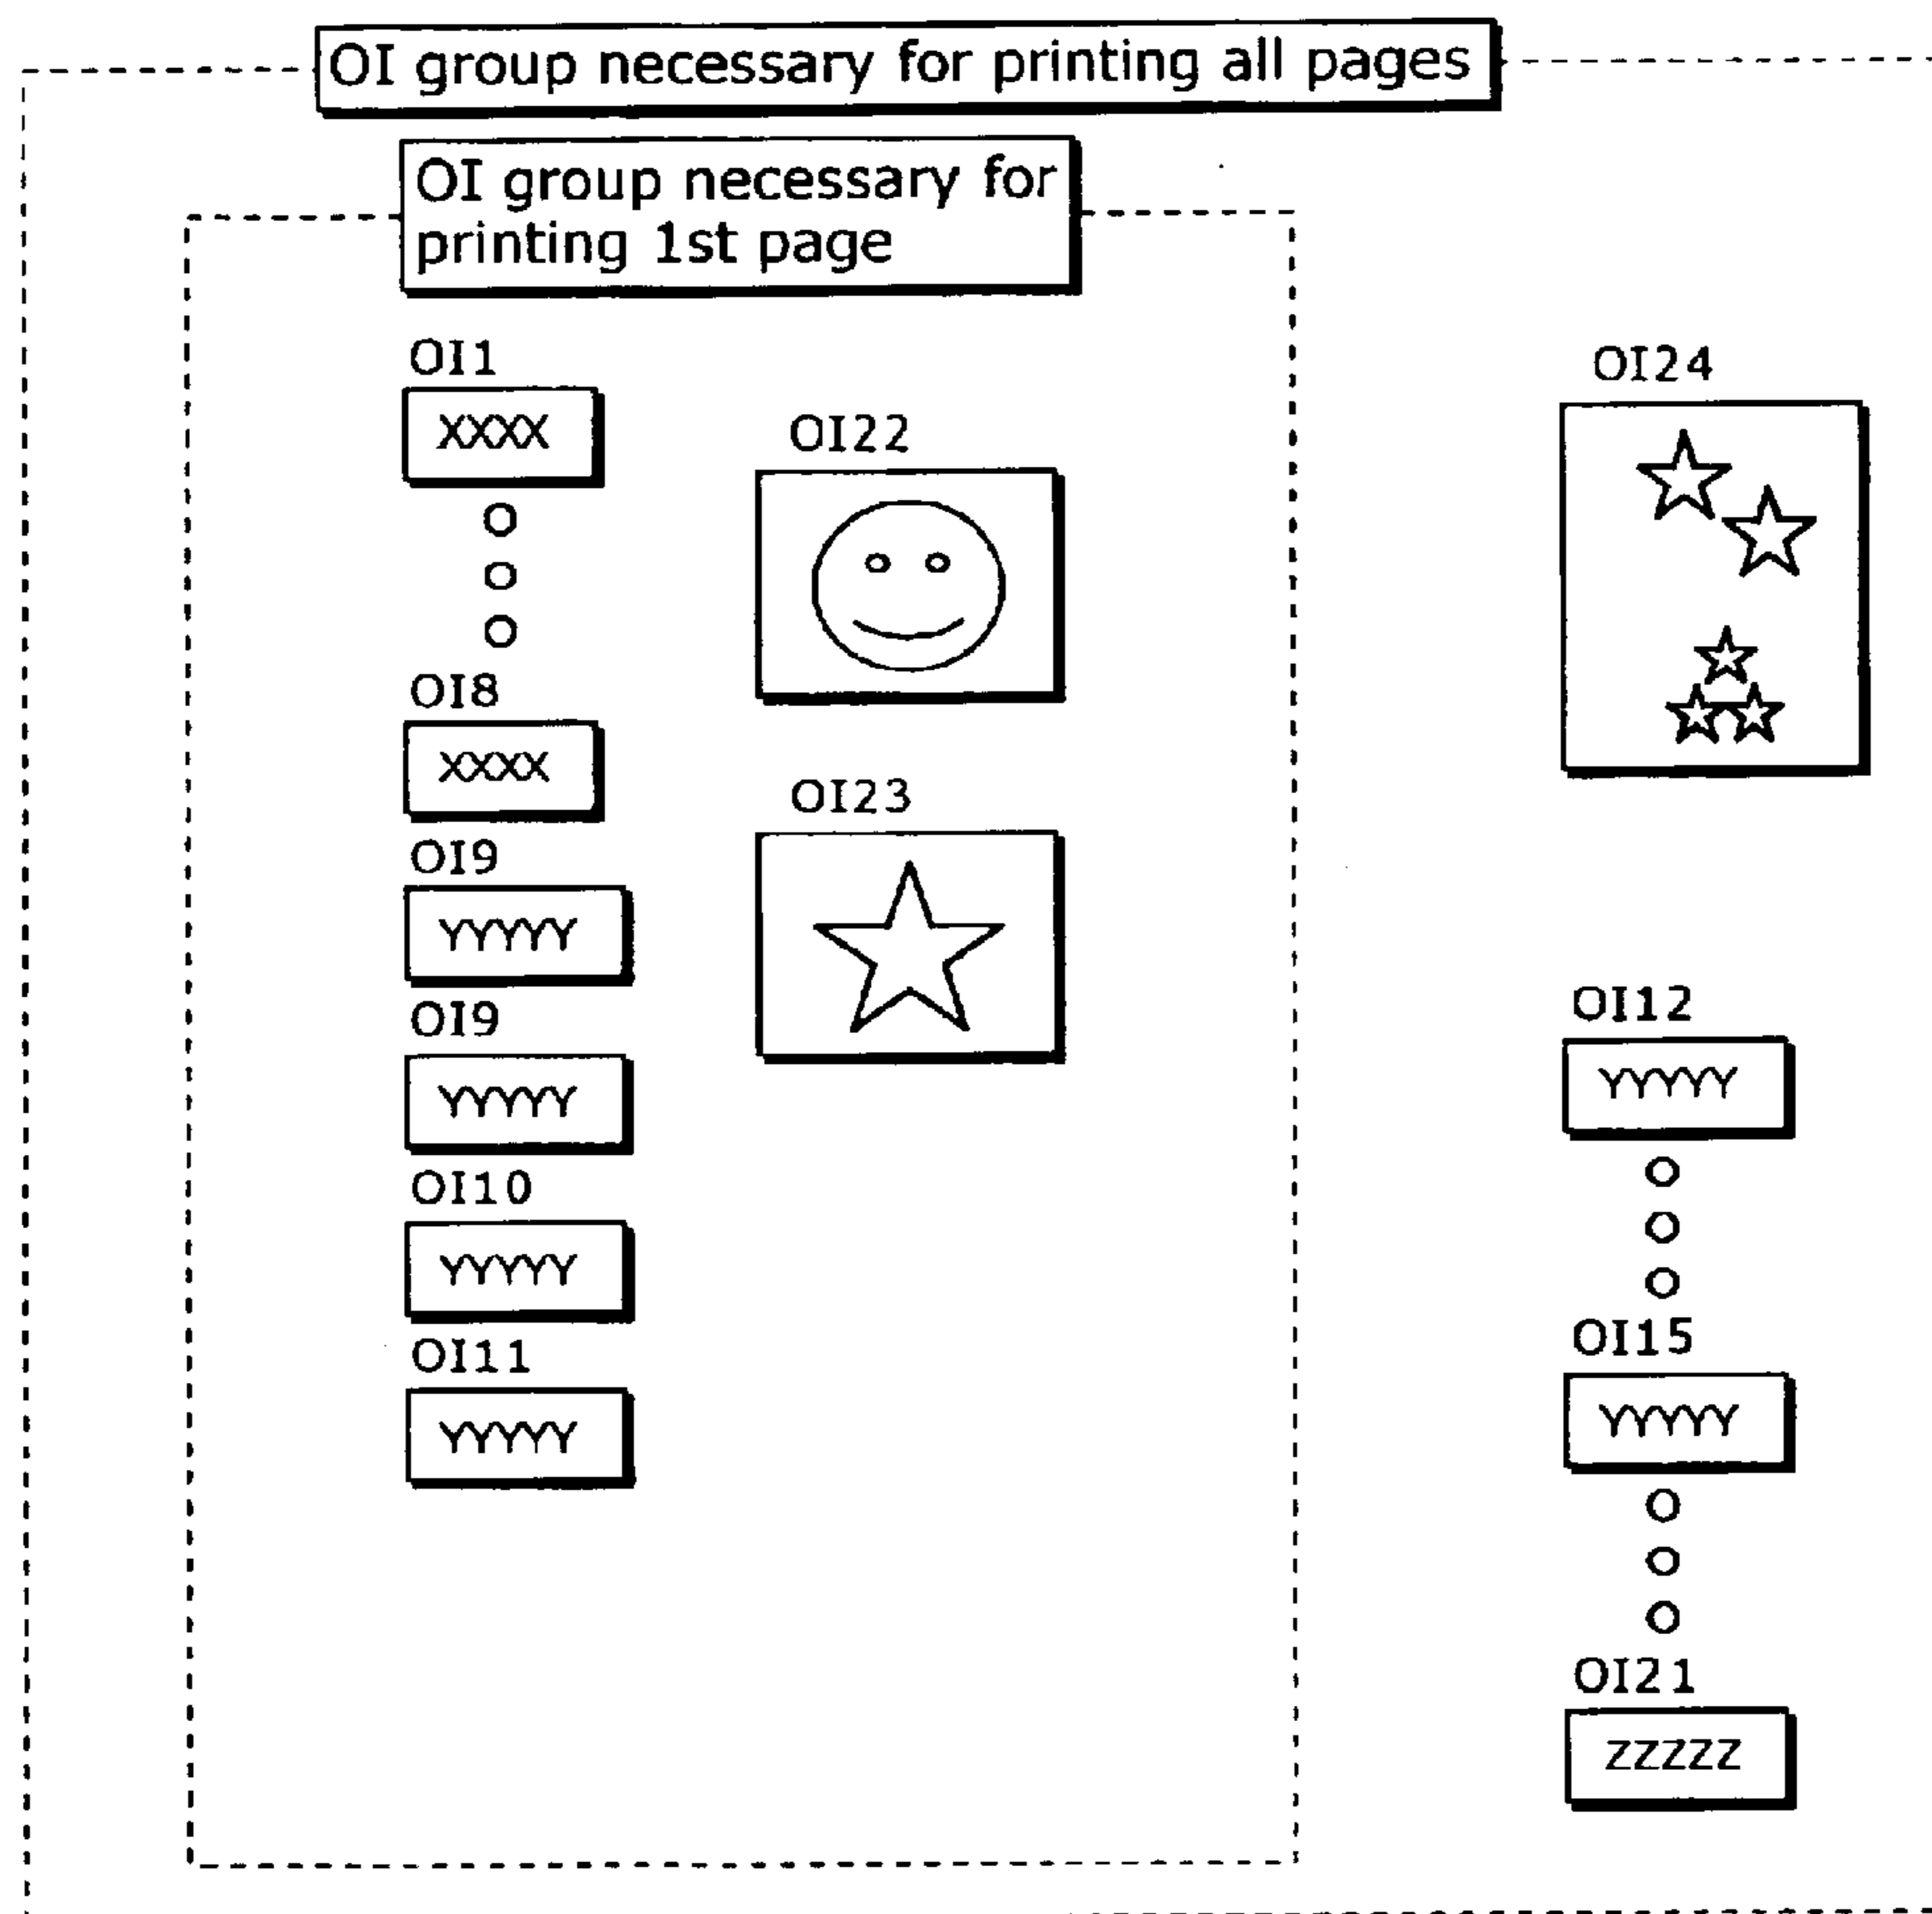 OI group necessary for printing all pages
OI group necessary for
printing 1st page
OI1
XXXX
OI8
XXXX
OI9
YYYYY
OI9
YYYYY
OI10
YYYYY
OI11
YYYYY
OI22
OI23
OI24
OI12
YYYYY
OI15
YYYYY
OI21
ZZZZZ